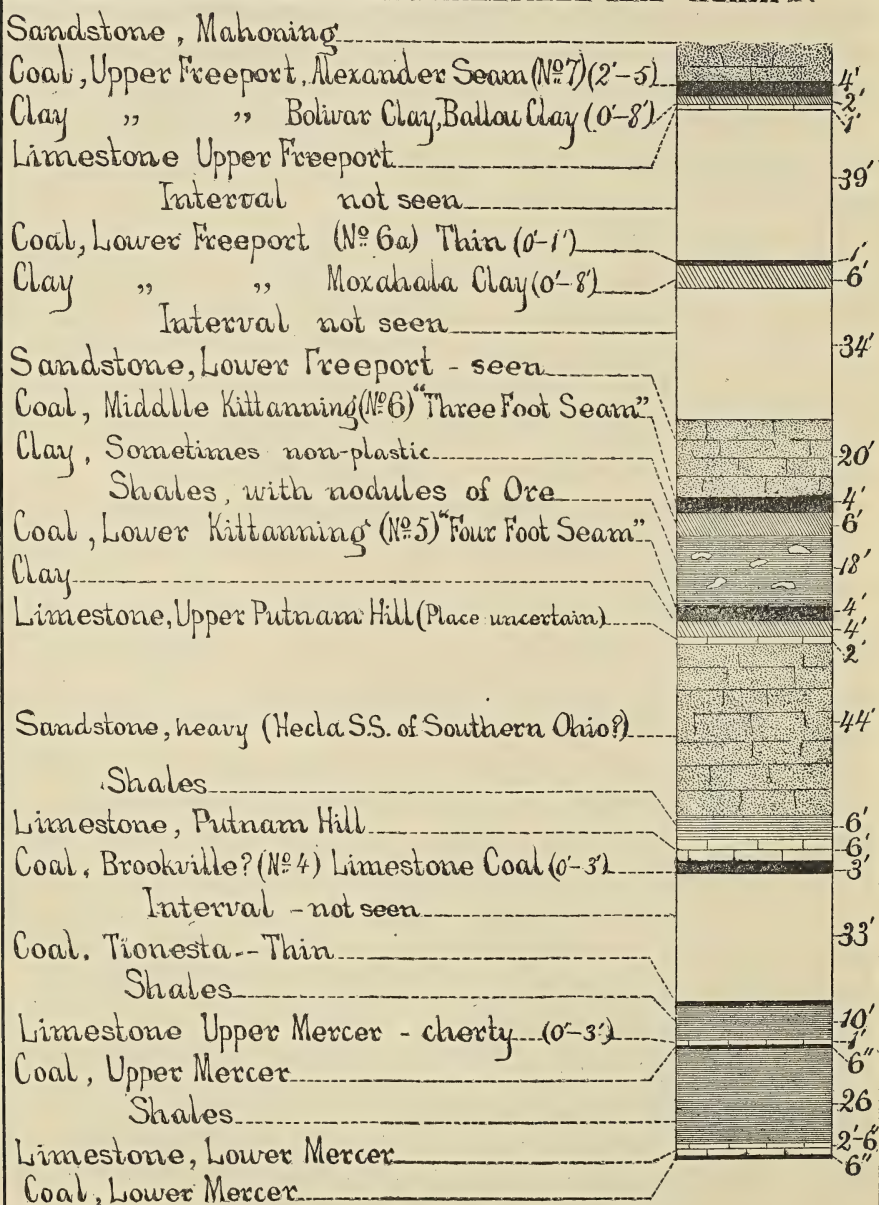 Sandstone, Mahoning
Coal, Upper Freeport, Alexander Seam (Nº 7) (2'-5) 4'
Clay „ „ Bolivar Clay, Ballou Clay (0'-8') 2'
1'
Limestone Upper Freeport
39'
Interval not seen
Coal, Lower Freeport (Nº 6a) Thin (0'-1') 1'
Clay „ „ Moxahala Clay (0'-8') 6'
Interval not seen
34'
Sandstone, Lower Freeport - seen
Coal, Middlle Kittanning (Nº 6) "Three Foot Seam"
Clay, Sometimes non-plastic 20'
Shales, with nodules of Ore 4'
Coal, Lower Kittanning (Nº 5) "Four Foot Seam" 6'
Clay 18'
4'
Limestone, Upper Putnam Hill (Place uncertain) 4'
2'
Sandstone, heavy (Hecla S.S. of Southern Ohio?) 44'
Shales
Limestone, Putnam Hill 6'
6'
Coal, Brookville? (Nº 4) Limestone Coal (0'-3') 3'
Interval - not seen
33'
Coal. Tionesta -- Thin
Shales
Limestone Upper Mercer - cherty (0'-3') 10'
1'
Coal, Upper Mercer 6"
Shales 26
Limestone, Lower Mercer 2'-6
6"
Coal, Lower Mercer